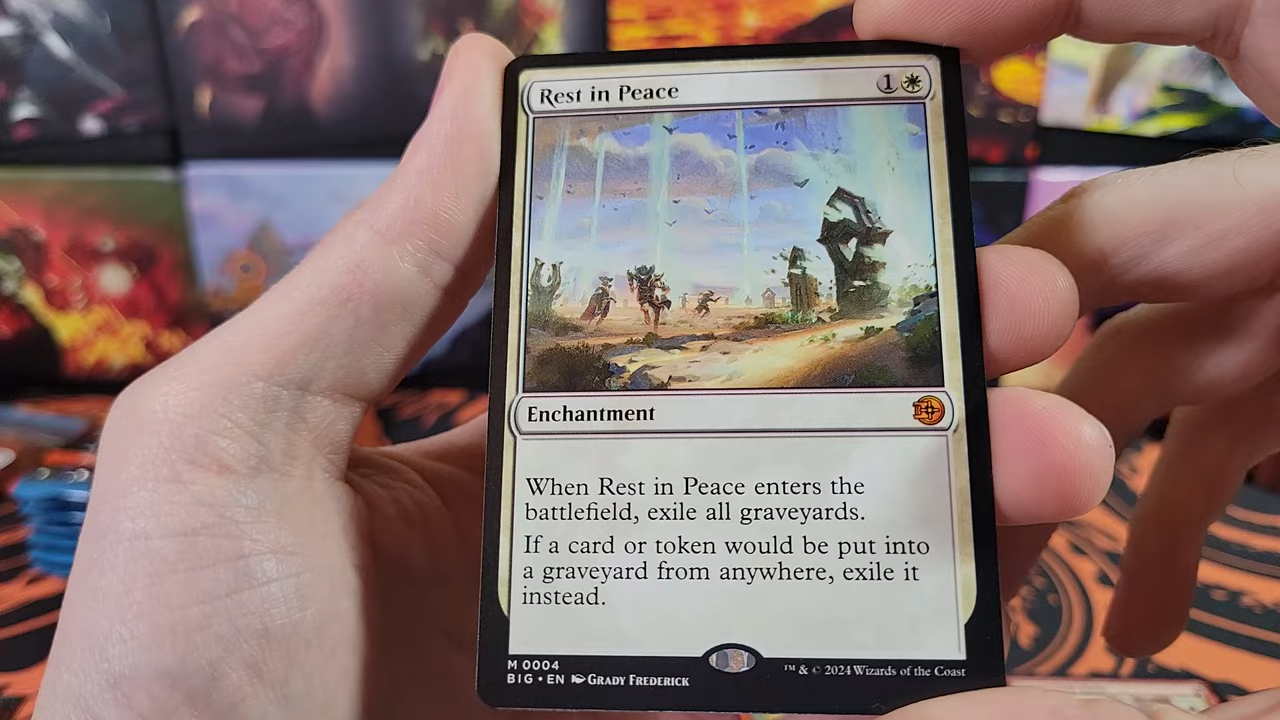 Rest in Peace 1
Enchantment
When Rest in Peace enters the
battlefield, exile all graveyards.
If a card or token would be put into
a graveyard from anywhere, exile it
instead.
M 0004
BIG • EN GRADY FREDERICK
™ & © 2024 Wizards of the Coast